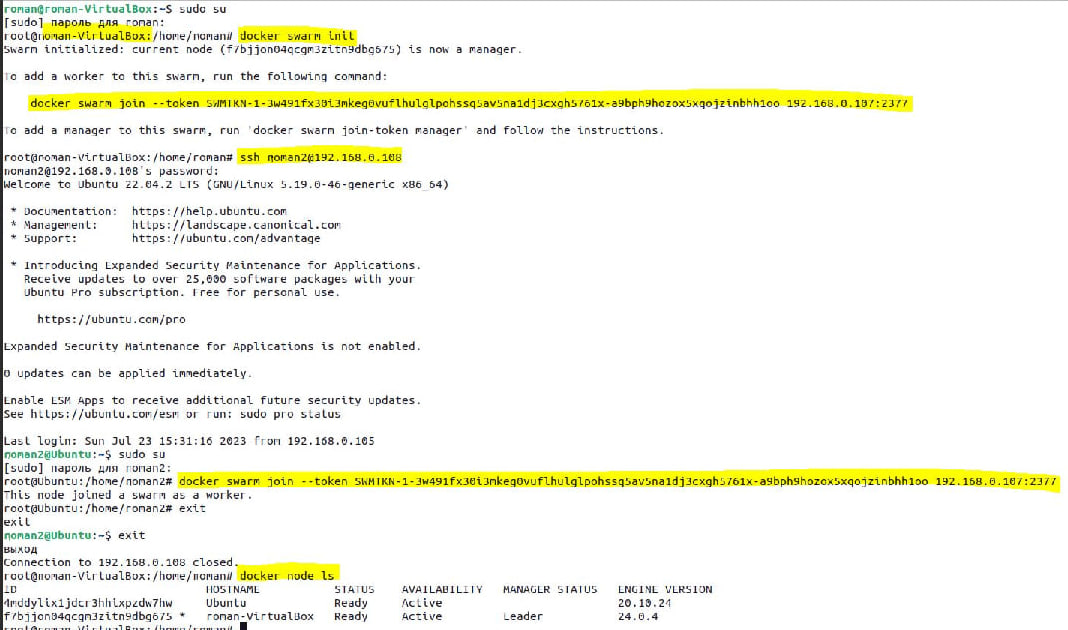 roman@roman-VirtualBox:~$ sudo su
[sudo] пароль для roman:
root@roman-VirtualBox:/home/roman# docker swarm init
Swarm initialized: current node (f7bjjon04qcgm3zitn9dbg675) is now a manager.
To add a worker to this swarm, run the following command:
docker swarm join --token SWMTKN-1-3w491fx30i3mkeg0vuflhulglpohssq5av5na1dj3cxgh5761x-a9bph9hozox5xqojzinbhh1oo 192.168.0.107:2377
To add a manager to this swarm, run 'docker swarm join-token manager' and follow the instructions.
root@roman-VirtualBox:/home/roman# ssh roman2@192.168.0.108
roman2@192.168.0.108's password:
Welcome to Ubuntu 22.04.2 LTS (GNU/Linux 5.19.0-46-generic x86_64)
* Documentation: https://help.ubuntu.com
* Management: https://landscape.canonical.com
* Support: https://ubuntu.com/advantage
* Introducing Expanded Security Maintenance for Applications.
Receive updates to over 25,000 software packages with your
Ubuntu Pro subscription. Free for personal use.
https://ubuntu.com/pro
Expanded Security Maintenance for Applications is not enabled.
0 updates can be applied immediately.
Enable ESM Apps to receive additional future security updates.
See https://ubuntu.com/esm or run: sudo pro status
Last login: Sun Jul 23 15:31:16 2023 from 192.168.0.105
roman2@Ubuntu:~$ sudo su
[sudo] пароль для roman2:
root@Ubuntu:/home/roman2# docker swarm join --token SWMTKN-1-3w491fx30i3mkeg0vuflhulglpohssq5av5na1dj3cxgh5761x-a9bph9hozox5xqojzinbhh1oo 192.168.0.107:2377
This node joined a swarm as a worker.
root@Ubuntu:/home/roman2# exit
exit
roman2@Ubuntu:~$ exit
выход
Connection to 192.168.0.108 closed.
root@roman-VirtualBox:/home/roman# docker node ls
ID HOSTNAME STATUS AVAILABILITY MANAGER STATUS ENGINE VERSION
4mddylix1jdcr3hhlxpzdw7hw Ubuntu Ready Active 20.10.24
f7bjjon04qcgm3zitn9dbg675 * roman-VirtualBox Ready Active Leader 24.0.4
root@roman-VirtualBox:/home/roman#